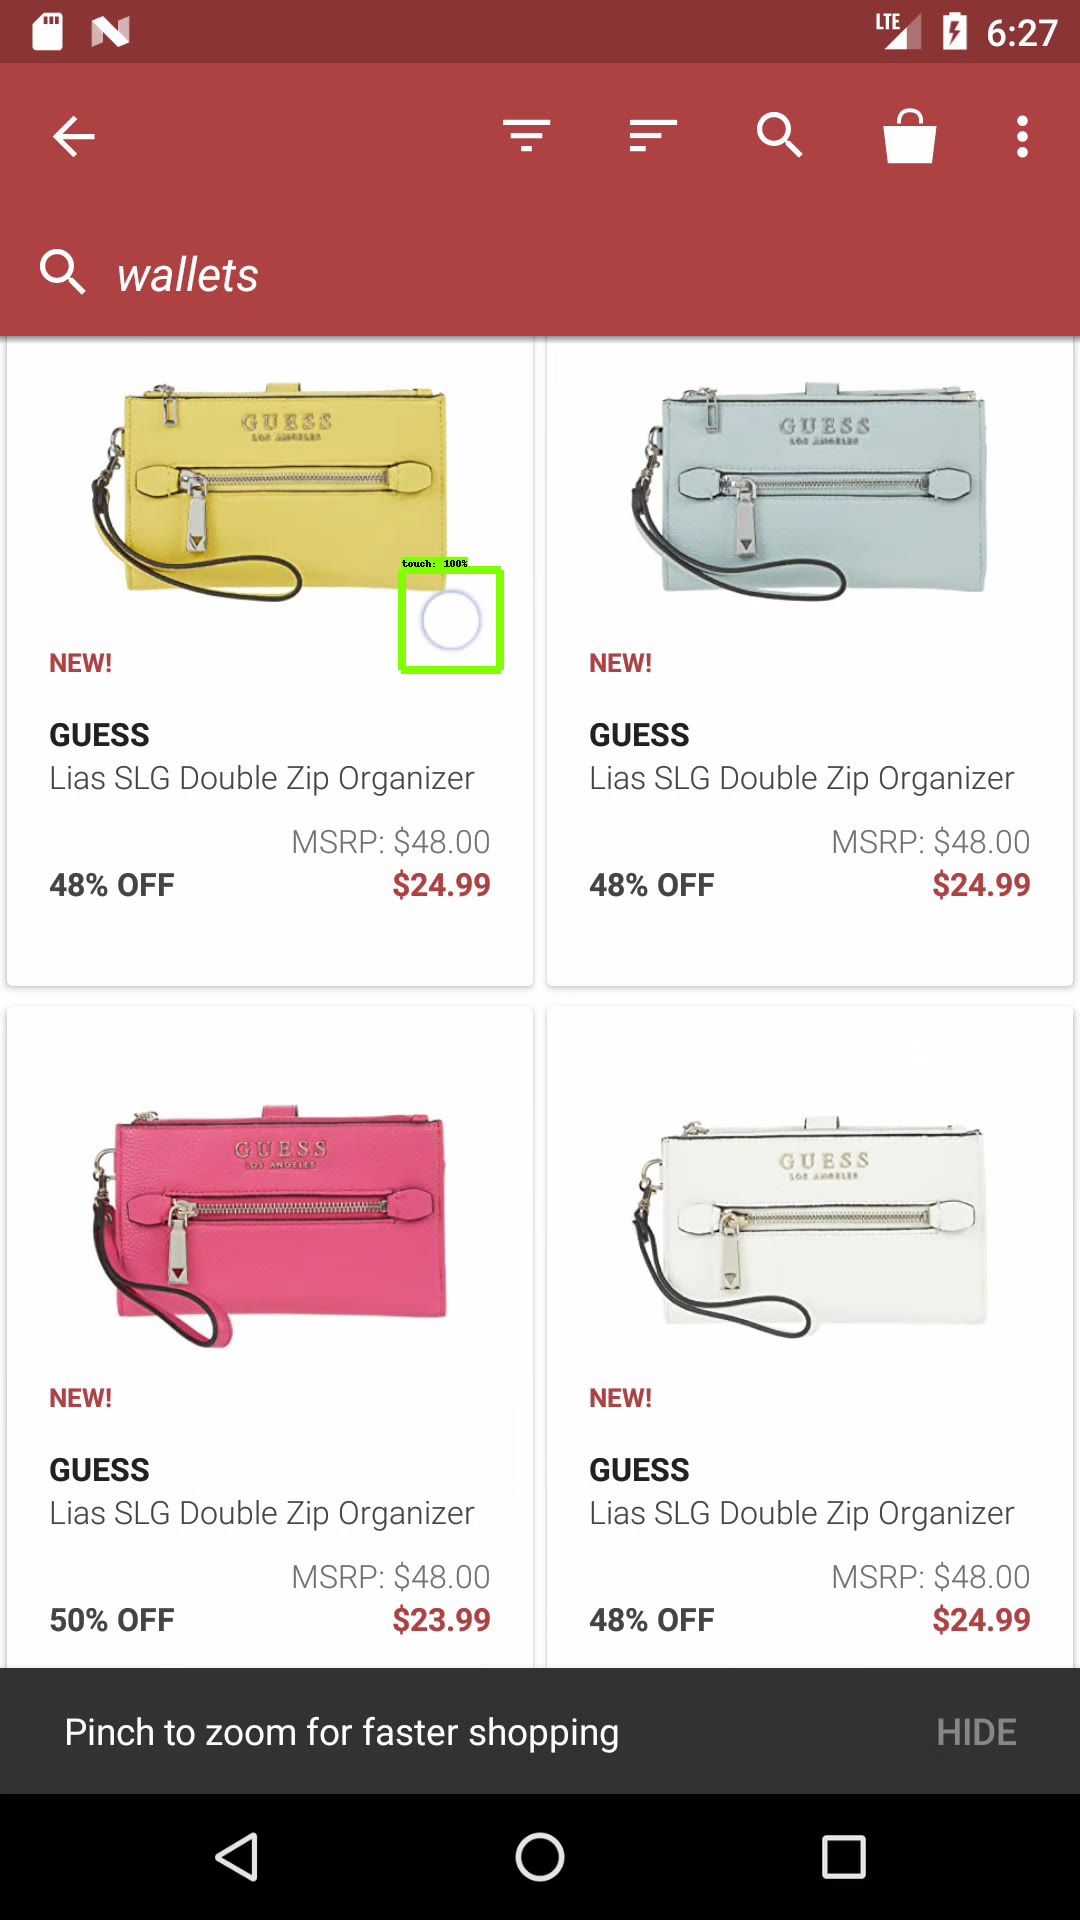 LTE 6:27
wallets
GUESS
LOS ANGELES
GUESS
LOS ANGELES
touch: 100%
NEW!
NEW!
GUESS
Lias SLG Double Zip Organizer
MSRP: $48.00
48% OFF
$24.99
GUESS
Lias SLG Double Zip Organizer
MSRP: $48.00
48% OFF
$24.99
GUESS
LOS ANGELES
GUESS
LOS ANGELES
NEW!
NEW!
GUESS
Lias SLG Double Zip Organizer
MSRP: $48.00
50% OFF
$23.99
GUESS
Lias SLG Double Zip Organizer
MSRP: $48.00
48% OFF
$24.99
Pinch to zoom for faster shopping
HIDE